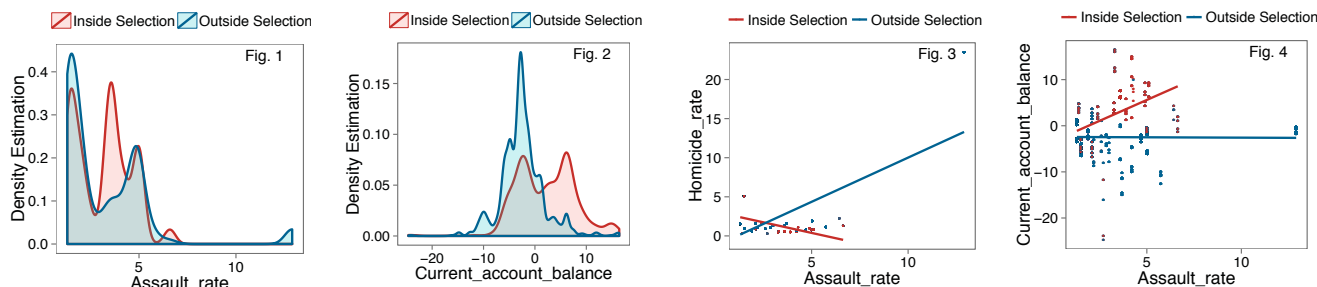 Inside Selection Outside Selection
Fig. 1
Density Estimation
0.4
0.3
0.2
0.1
0.0
5 10
Assault_rate
Inside Selection Outside Selection
Fig. 2
Density Estimation
0.15
0.10
0.05
0.00
−20 −10 0 10
Current_account_balance
Inside Selection Outside Selection
Fig. 3
Homicide_rate
20
15
10
5
0
5 10
Assault_rate
Inside Selection Outside Selection
Fig. 4
Current_account_balance
10
0
−10
−20
5 10
Assault_rate